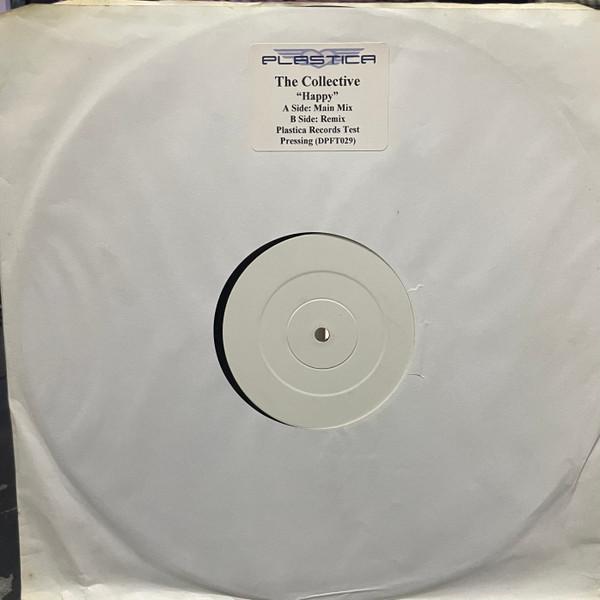 PLASTICA
The Collective
“Happy”
A Side: Main Mix
B Side: Remix
Plastica Records Test
Pressing (DPFT029)